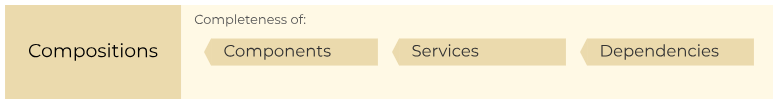 Compositions
Completeness of:
Components
Services
Dependencies